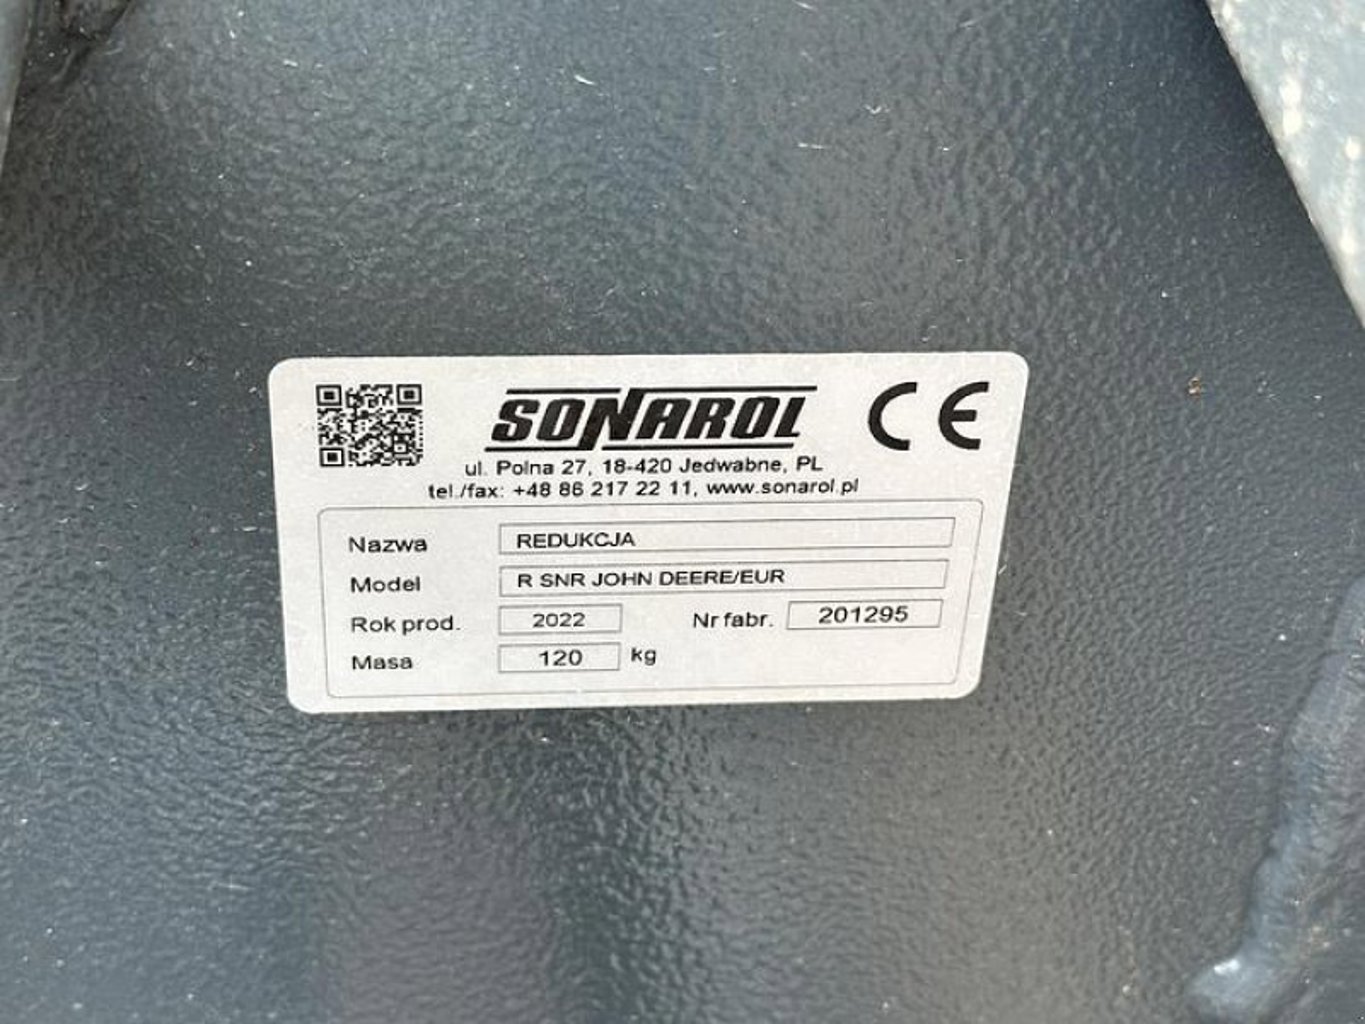 SONAROL CE
ul. Polna 27, 18-420 Jedwabne, PL
tel./fax: +48 86 217 22 11, www.sonarol.pl
Nazwa REDUKCJA
Model R SNR JOHN DEERE/EUR
Rok prod. 2022 Nr fabr. 201295
Masa 120 kg